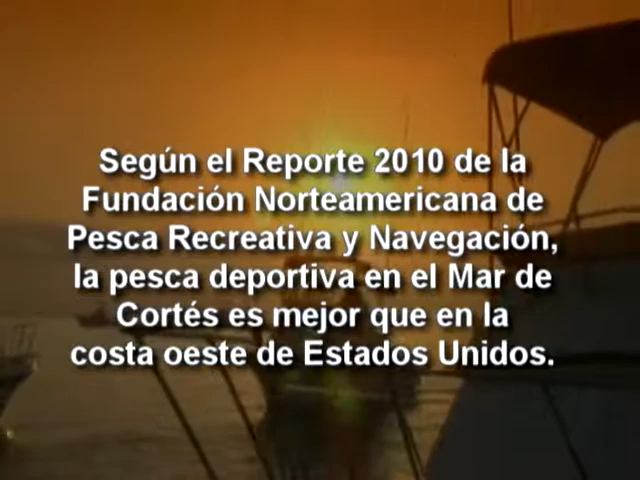 Según el Reporte 2010 de la
Fundación Norteamericana de
Pesca Recreativa y Navegación,
la pesca deportiva en el Mar de
Cortés es mejor que en la
costa oeste de Estados Unidos.